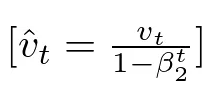 [\hat{v}_t = \frac{v_t}{1-\beta_2^t}]